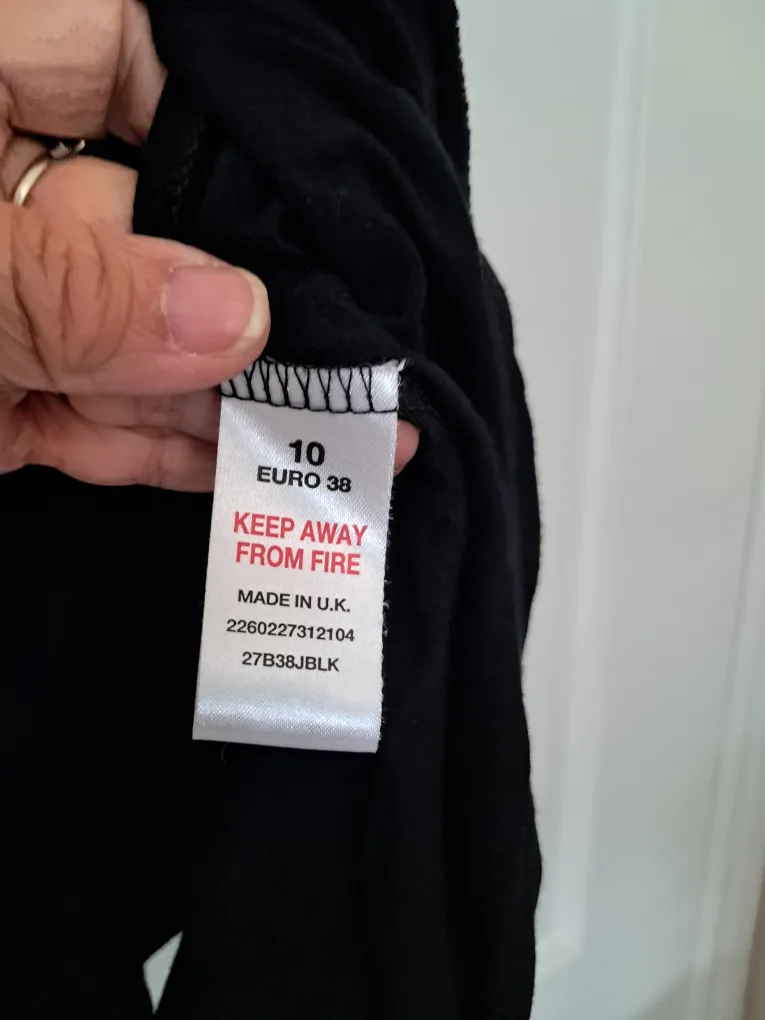 10
EURO 38
KEEP AWAY
FROM FIRE
MADE IN U.K.
2260227312104
27B38JBLK